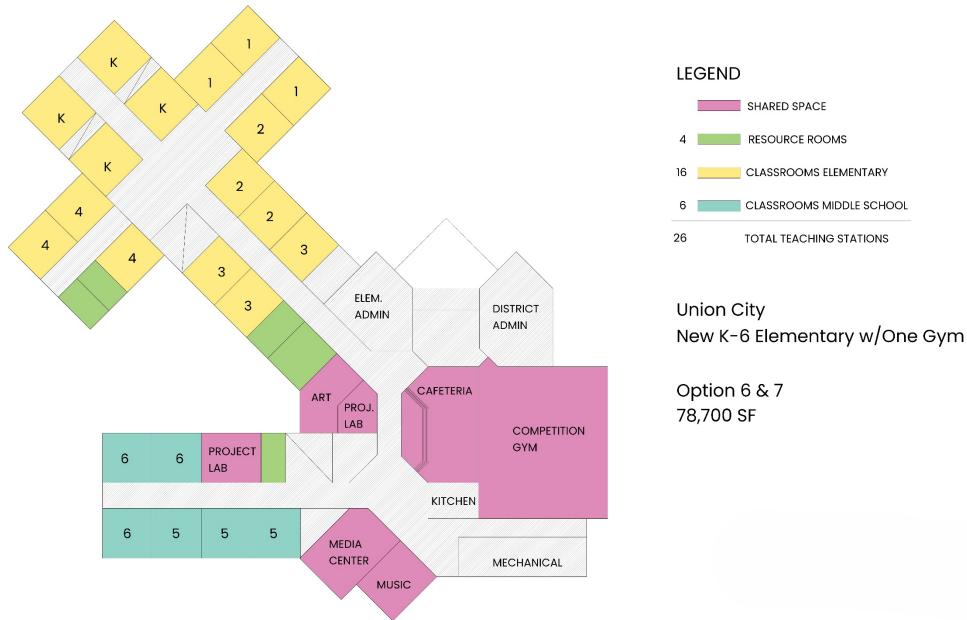 1
K
1
1
K
K
2
K
2
4
2
4
3
4
3
3
ELEM.
ADMIN
DISTRICT
ADMIN
ART
PROJ.
LAB
CAFETERIA
COMPETITION
GYM
6
6
PROJECT
LAB
KITCHEN
6
5
5
5
MEDIA
CENTER
MUSIC
MECHANICAL
LEGEND
SHARED SPACE
4 RESOURCE ROOMS
16 CLASSROOMS ELEMENTARY
6 CLASSROOMS MIDDLE SCHOOL
26 TOTAL TEACHING STATIONS
Union City
New K-6 Elementary w/One Gym
Option 6 & 7
78,700 SF